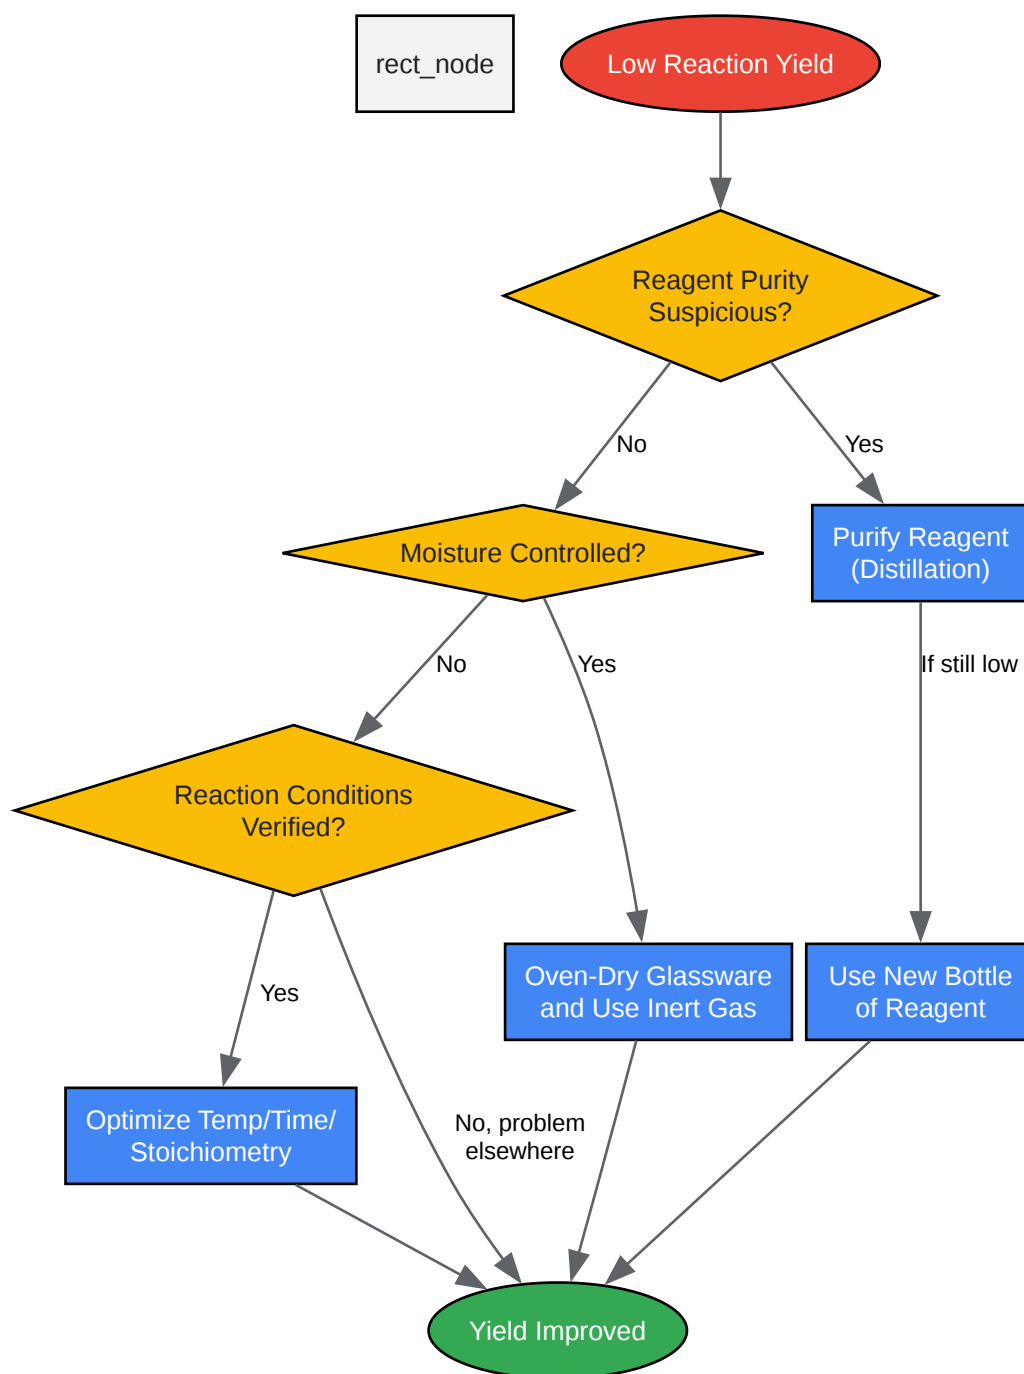 rect_node
Low Reaction Yield
Reagent Purity
Suspicious?
No
Yes
Moisture Controlled?
Purify Reagent
(Distillation)
No
Yes
If still low
Reaction Conditions
Verified?
Yes
Oven-Dry Glassware
and Use Inert Gas
Use New Bottle
of Reagent
Optimize Temp/Time/
Stoichiometry
No, problem
elsewhere
Yield Improved